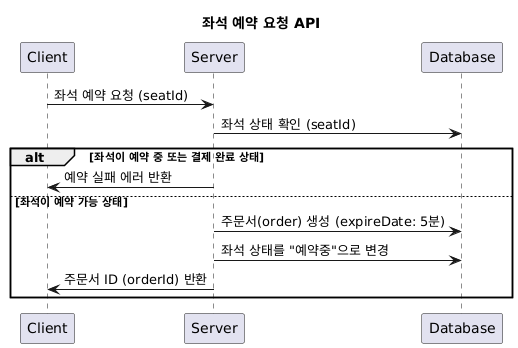 좌석 예약 요청 API
Client
Server
Database
좌석 예약 요청 (seatId)
좌석 상태 확인 (seatId)
alt
[좌석이 예약 중 또는 결제 완료 상태]
예약 실패 에러 반환
[좌석이 예약 가능 상태]
주문서(order) 생성 (expireDate: 5분)
좌석 상태를 "예약중"으로 변경
주문서 ID (orderId) 반환
Client
Server
Database